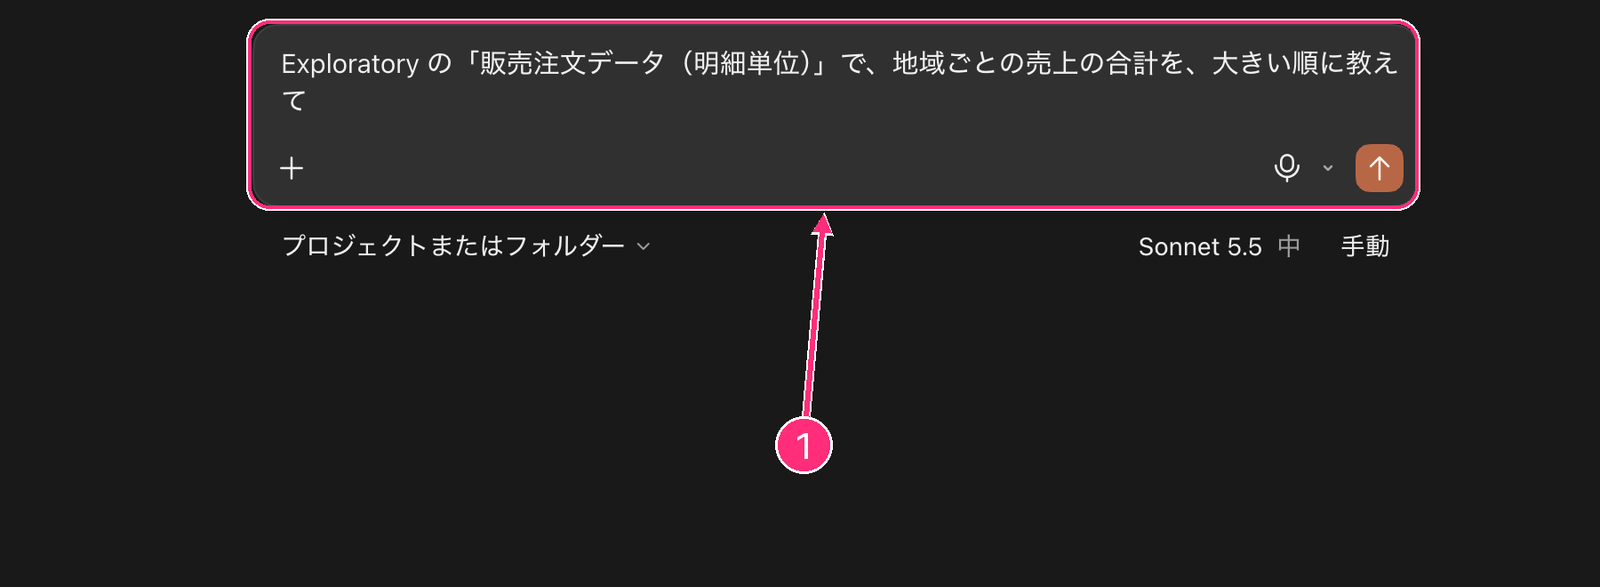 Exploratory の「販売注文データ（明細単位）」で、地域ごとの売上の合計を、大きい順に教え
て
プロジェクトまたはフォルダー
Sonnet 5.5 中 手動
1